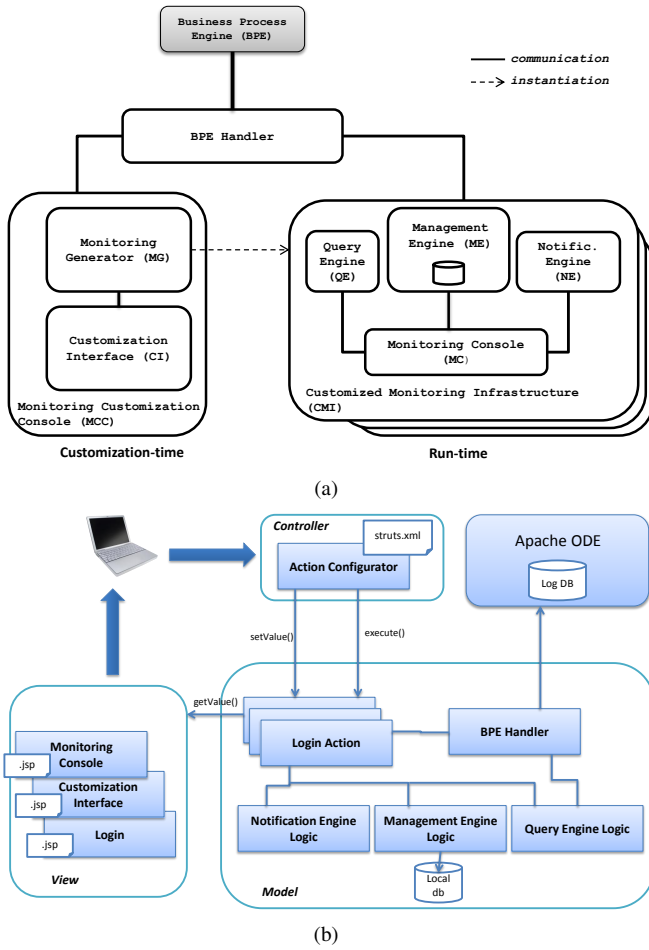 Business Process
Engine (BPE)
communication
instantiation
BPE Handler
Monitoring
Generator (MG)
Customization
Interface (CI)
Monitoring Customization
Console (MCC)
Query
Engine
(QE)
Management
Engine (ME)
Notific.
Engine
(NE)
Monitoring Console
(MC)
Customized Monitoring Infrastructure
(CMI)
Customization-time
Run-time
(a)
Controller
struts.xml
Action Configurator
Apache ODE
Log DB
setValue()
execute()
getValue()
Monitoring
Console
.jsp
Customization
Interface
.jsp
Login
.jsp
View
Login Action
BPE Handler
Notification Engine
Logic
Management Engine
Logic
Query Engine Logic
Local
db
Model
(b)